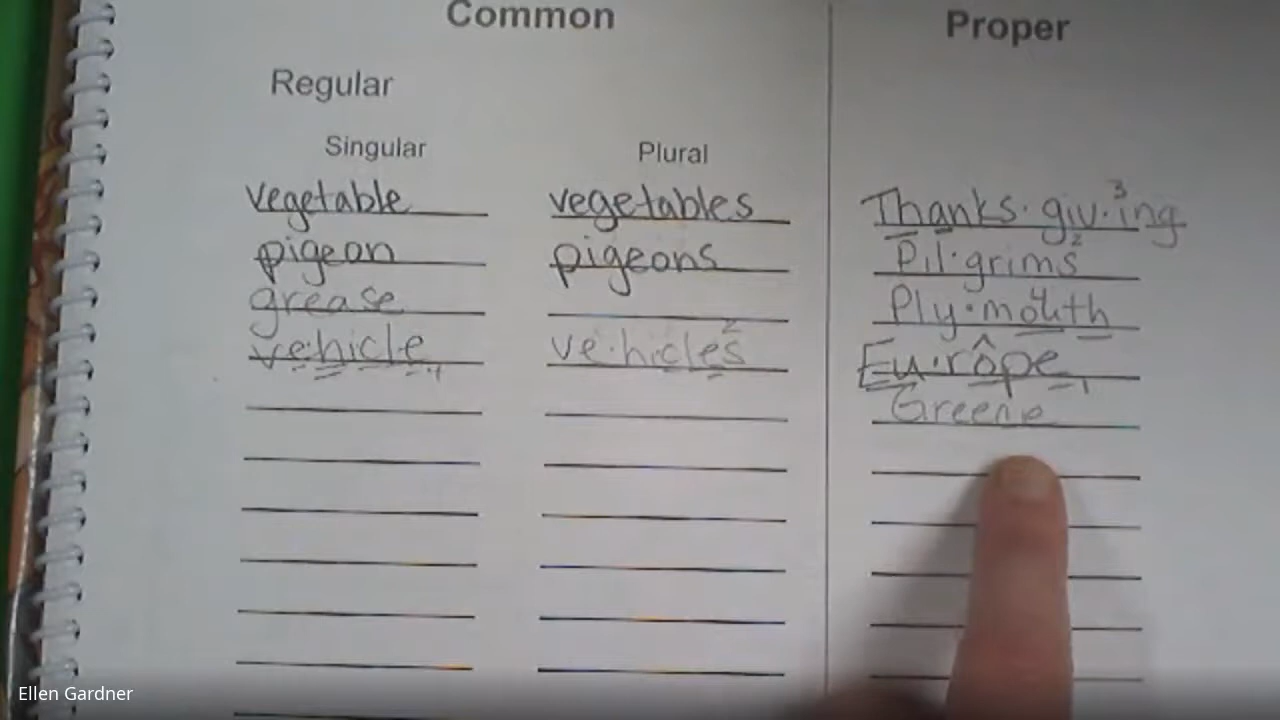 Common Proper
Regular
Singular Plural
vegetable vegetables Thanks·giv·ing
pigeon pigeons Pil·grims
grease Ply·mouth
vehicle ve·hicles Eu·rôpe
Greene
Ellen Gardner